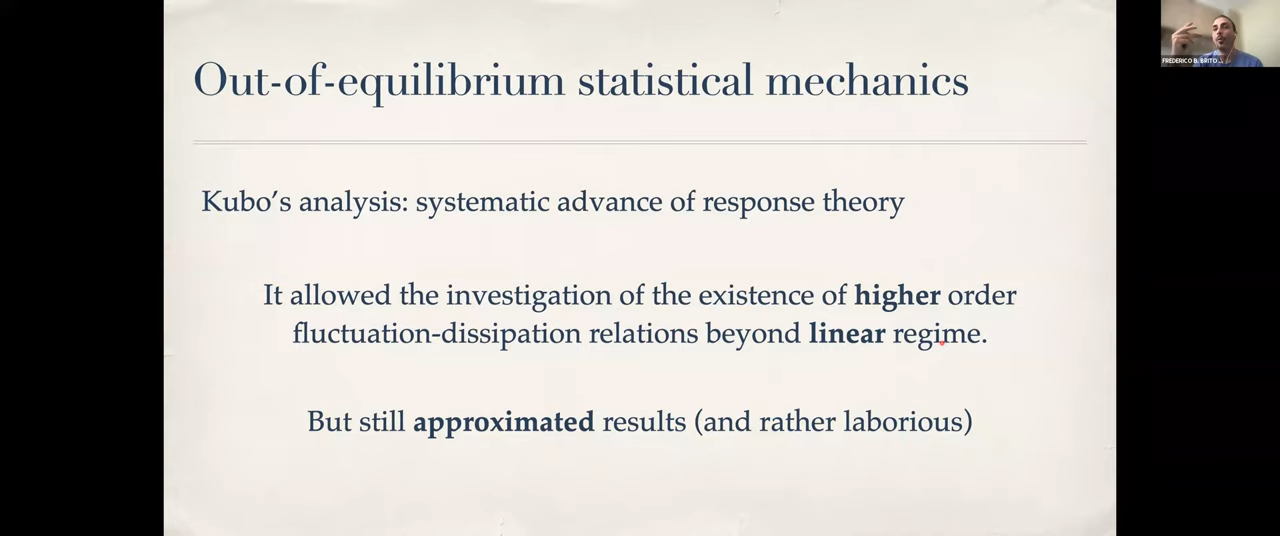 Out-of-equilibrium statistical mechanics
Kubo’s analysis: systematic advance of response theory
It allowed the investigation of the existence of higher order
fluctuation-dissipation relations beyond linear regime.
But still approximated results (and rather laborious)
FREDERICO B. BRITO ...